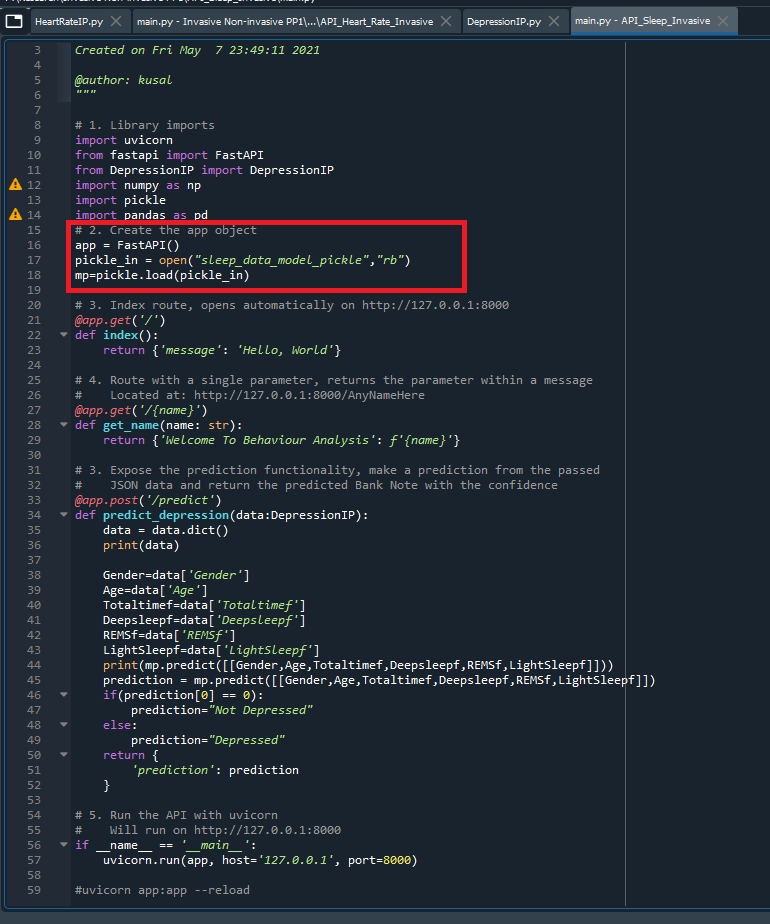 HeartRateIP.py
main.py - Invasive Non-invasive PP1\...\API_Heart_Rate_Invasive
DepressionIP.py
main.py - API_Sleep_Invasive
3 Created on Fri May  7 23:49:11 2021
4
5 @author: kusal
6 """
7
8 # 1. Library imports
9 import uvicorn
10 from fastapi import FastAPI
11 from DepressionIP import DepressionIP
12 import numpy as np
13 import pickle
14 import pandas as pd
15 # 2. Create the app object
16 app = FastAPI()
17 pickle_in = open("sleep_data_model_pickle","rb")
18 mp=pickle.load(pickle_in)
19
20 # 3. Index route, opens automatically on http://127.0.0.1:8000
21 @app.get('/')
22 def index():
23     return {'message': 'Hello, World'}
24
25 # 4. Route with a single parameter, returns the parameter within a message
26 #    Located at: http://127.0.0.1:8000/AnyNameHere
27 @app.get('/{name}')
28 def get_name(name: str):
29     return {'Welcome To Behaviour Analysis': f'{name}'}
30
31 # 3. Expose the prediction functionality, make a prediction from the passed
32 #    JSON data and return the predicted Bank Note with the confidence
33 @app.post('/predict')
34 def predict_depression(data:DepressionIP):
35     data = data.dict()
36     print(data)
37
38     Gender=data['Gender']
39     Age=data['Age']
40     Totaltimef=data['Totaltimef']
41     Deepsleepf=data['Deepsleepf']
42     REMSf=data['REMSf']
43     LightSleepf=data['LightSleepf']
44     print(mp.predict([[Gender,Age,Totaltimef,Deepsleepf,REMSf,LightSleepf]]))
45     prediction = mp.predict([[Gender,Age,Totaltimef,Deepsleepf,REMSf,LightSleepf]])
46     if(prediction[0] == 0):
47         prediction="Not Depressed"
48     else:
49         prediction="Depressed"
50     return {
51         'prediction': prediction
52     }
53
54 # 5. Run the API with uvicorn
55 #    Will run on http://127.0.0.1:8000
56 if __name__ == '__main__':
57     uvicorn.run(app, host='127.0.0.1', port=8000)
58
59 #uvicorn app:app --reload